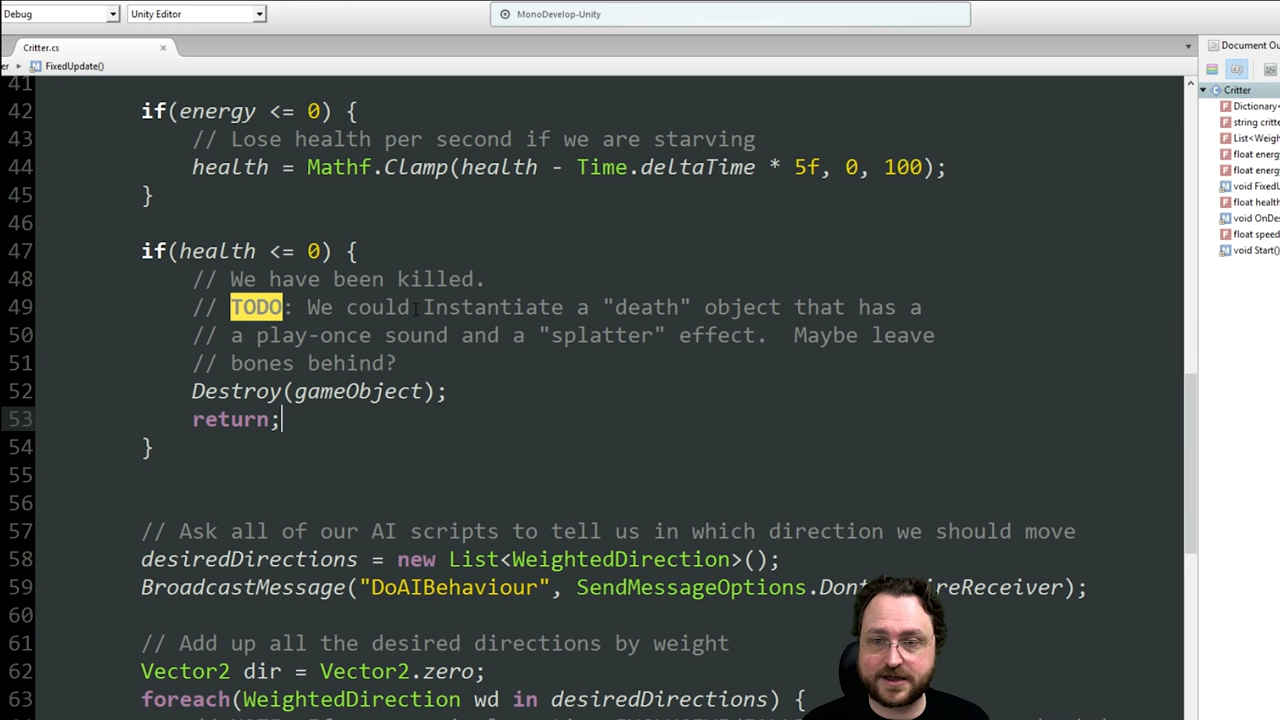 Debug
Unity Editor
MonoDevelop-Unity
Critter.cs
Document Ou
er ▸ FixedUpdate()
Critter
Dictionary<
string critte
List<Weigh
float energ
float energ
void FixedU
float health
void OnDes
float speed
void Start()
41
42 if(energy <= 0) {
43 // Lose health per second if we are starving
44 health = Mathf.Clamp(health - Time.deltaTime * 5f, 0, 100);
45 }
46
47 if(health <= 0) {
48 // We have been killed.
49 // TODO: We could Instantiate a "death" object that has a
50 // a play-once sound and a "splatter" effect.  Maybe leave
51 // bones behind?
52 Destroy(gameObject);
53 return;
54 }
55
56
57 // Ask all of our AI scripts to tell us in which direction we should move
58 desiredDirections = new List<WeightedDirection>();
59 BroadcastMessage("DoAIBehaviour", SendMessageOptions.Dont ireReceiver);
60
61 // Add up all the desired directions by weight
62 Vector2 dir = Vector2.zero;
63 foreach(WeightedDirection wd in desiredDirections) {